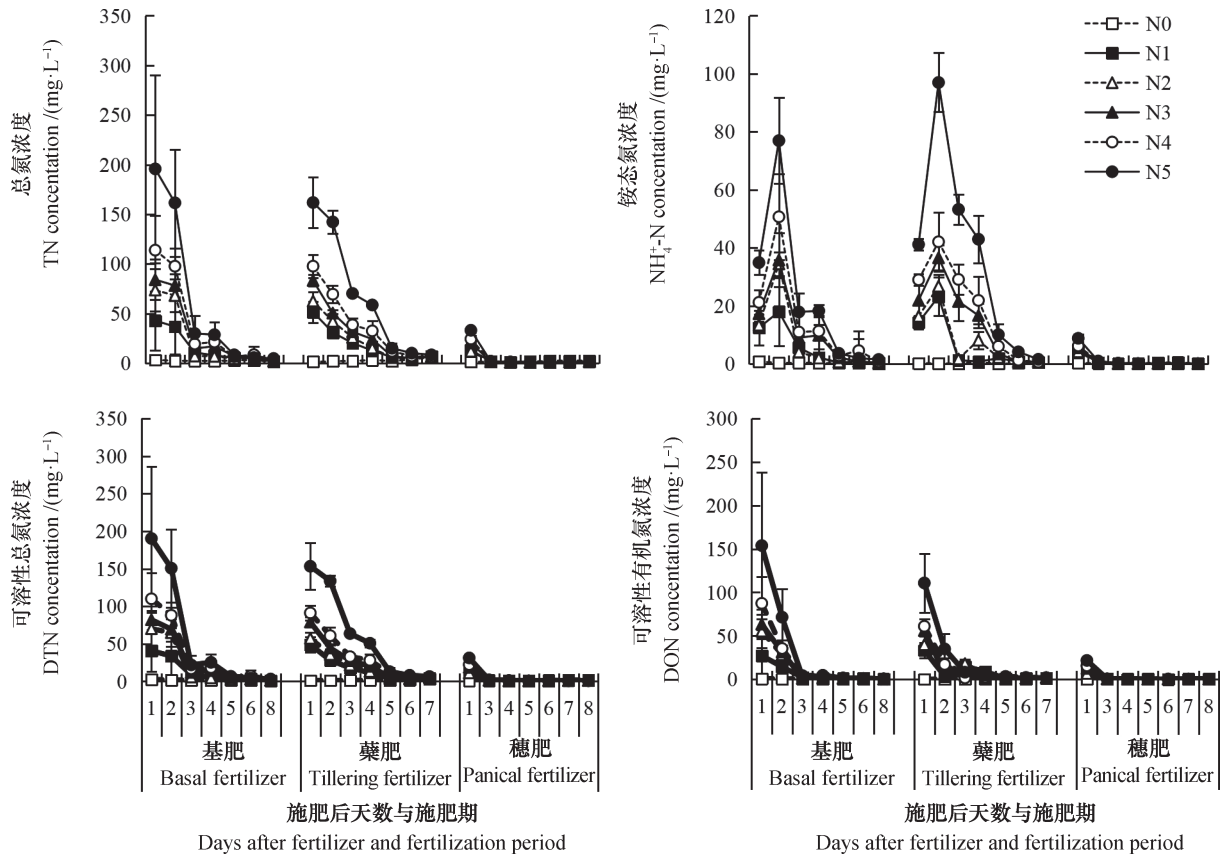 350
300
250
200
150
100
50
0
总氮浓度
TN concentation /(mg·L⁻¹)
120
100
80
60
40
20
0
铵态氮浓度
NH₄⁺-N concentation /(mg·L⁻¹)
N0
N1
N2
N3
N4
N5
350
300
250
200
150
100
50
0
可溶性总氮浓度
DTN concentation /(mg·L⁻¹)
1 2 3 4 5 6 8 1 2 3 4 5 6 7 1 3 4 5 6 7 8
基肥 蘖肥 穗肥
Basal fertilizer Tillering fertilizer Panical fertilizer
施肥后天数与施肥期
Days after fertilizer and fertilization period
300
250
200
150
100
50
0
可溶性有机氮浓度
DON concentation /(mg·L⁻¹)
1 2 3 4 5 6 8 1 2 3 4 5 6 7 1 3 4 5 6 7 8
基肥 蘖肥 穗肥
Basal fertilizer Tillering fertilizer Panical fertilizer
施肥后天数与施肥期
Days after fertilizer and fertilization period